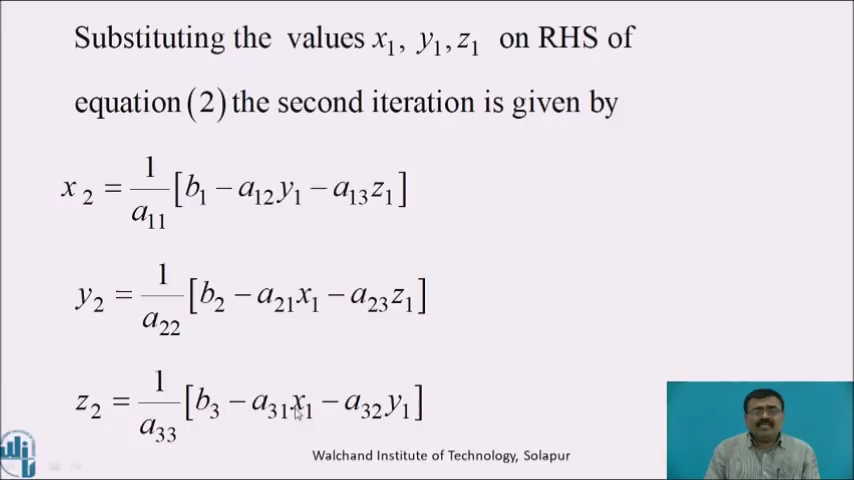 Substituting the values x₁, y₁, z₁ on RHS of
equation (2) the second iteration is given by
x₂ = 1/a₁₁ [b₁ − a₁₂y₁ − a₁₃z₁]
y₂ = 1/a₂₂ [b₂ − a₂₁x₁ − a₂₃z₁]
z₂ = 1/a₃₃ [b₃ − a₃₁x₁ − a₃₂y₁]
Walchand Institute of Technology, Solapur